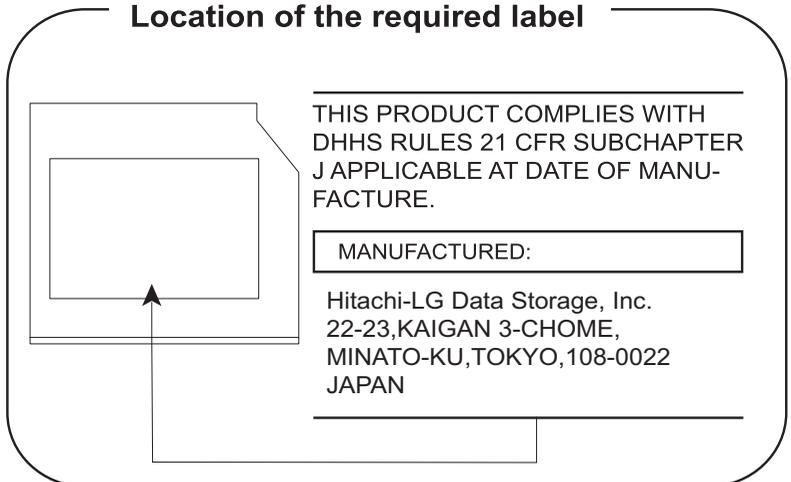 Location of the required label
THIS PRODUCT COMPLIES WITH
DHHS RULES 21 CFR SUBCHAPTER
J APPLICABLE AT DATE OF MANU-
FACTURE.
MANUFACTURED:
Hitachi-LG Data Storage, Inc.
22-23,KAIGAN 3-CHOME,
MINATO-KU,TOKYO,108-0022
JAPAN